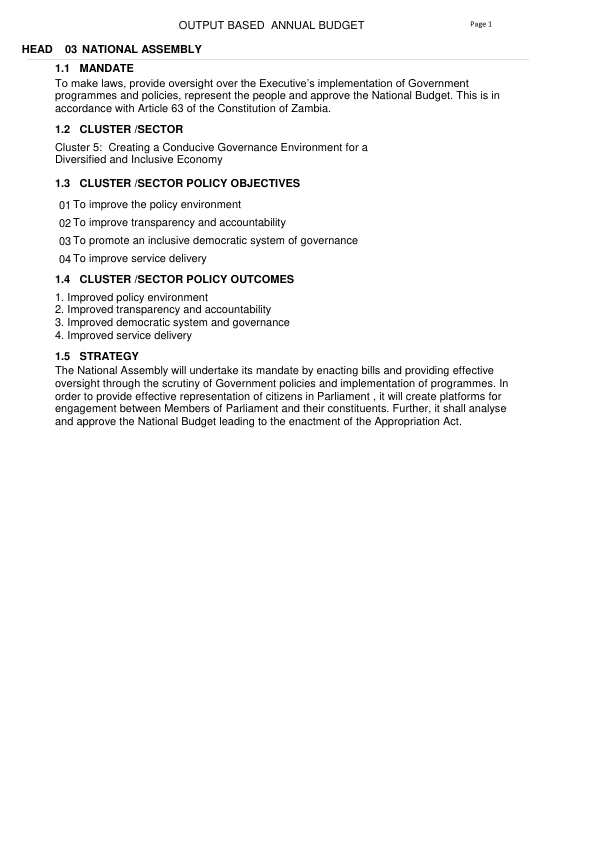 OUTPUT BASED ANNUAL BUDGET
Page 1
HEAD 03 NATIONAL ASSEMBLY
1.1 MANDATE
To make laws, provide oversight over the Executive's implementation of Government
programmes and policies, represent the people and approve the National Budget. This is in
accordance with Article 63 of the Constitution of Zambia.
1.2 CLUSTER /SECTOR
Cluster 5: Creating a Conducive Governance Environment for a
Diversified and Inclusive Economy
1.3 CLUSTER /SECTOR POLICY OBJECTIVES
01 To improve the policy environment
02 To improve transparency and accountability
03 To promote an inclusive democratic system of governance
04 To improve service delivery
1.4 CLUSTER /SECTOR POLICY OUTCOMES
1. Improved policy environment
2. Improved transparency and accountability
3. Improved democratic system and governance
4. Improved service delivery
1.5 STRATEGY
The National Assembly will undertake its mandate by enacting bills and providing effective
oversight through the scrutiny of Government policies and implementation of programmes. In
order to provide effective representation of citizens in Parliament , it will create platforms for
engagement between Members of Parliament and their constituents. Further, it shall analyse
and approve the National Budget leading to the enactment of the Appropriation Act.